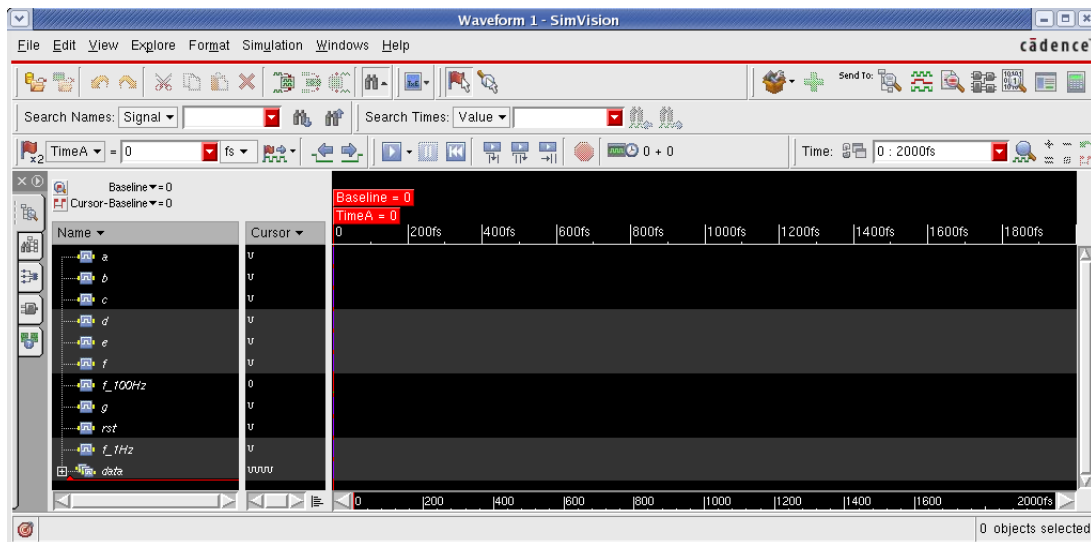 Waveform 1 - SimVision
File Edit View Explore Format Simulation Windows Help
cādence
Send To:
Search Names: Signal
Search Times: Value
x2 TimeA = 0 fs 0 + 0 Time: 0 : 2000fs
Baseline = 0
Cursor-Baseline = 0
Baseline = 0
TimeA = 0
Name Cursor 0 200fs 400fs 600fs 800fs 1000fs 1200fs 1400fs 1600fs 1800fs
a U
b U
c U
d U
e U
f U
f_100Hz 0
g U
rst U
f_1Hz U
data UUUU
0 200 400 600 800 1000 1200 1400 1600 2000fs
0 objects selected